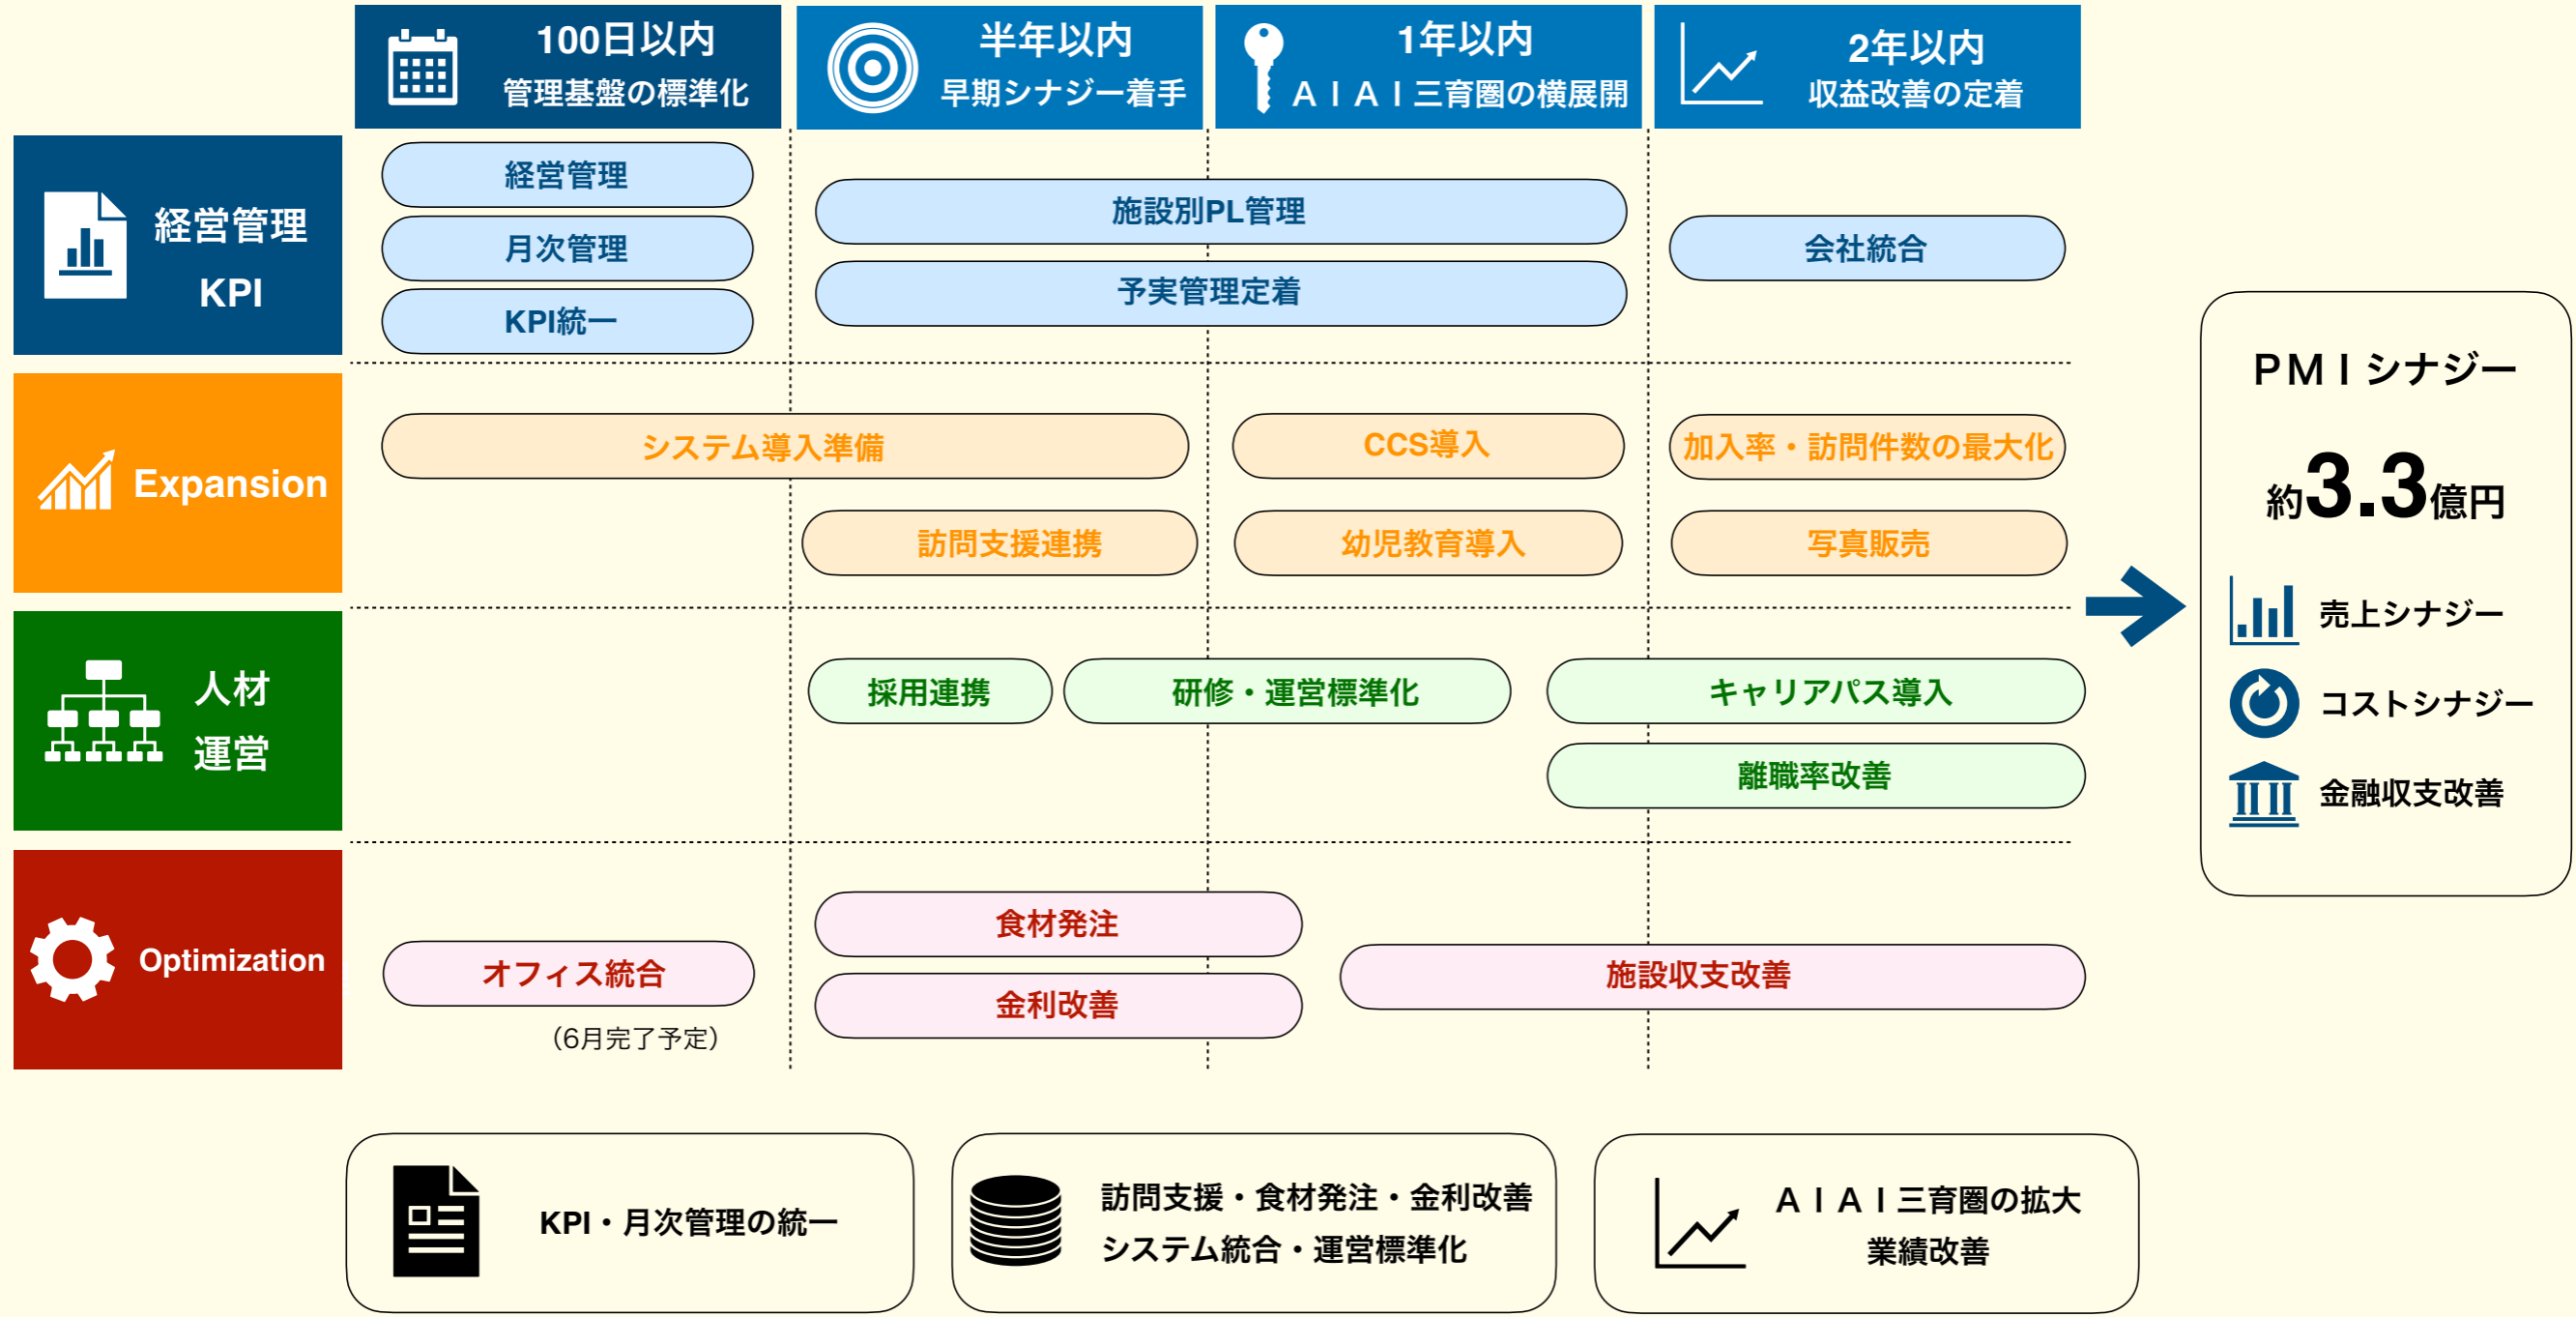 100日以内
管理基盤の標準化
半年以内
早期シナジー着手
1年以内
ＡＩＡＩ三育圏の横展開
2年以内
収益改善の定着
経営管理
KPI
経営管理
月次管理
KPI統一
施設別PL管理
予実管理定着
会社統合
Expansion
システム導入準備
CCS導入
加入率・訪問件数の最大化
訪問支援連携
幼児教育導入
写真販売
人材
運営
採用連携
研修・運営標準化
キャリアパス導入
離職率改善
Optimization
オフィス統合
（6月完了予定）
食材発注
金利改善
施設収支改善
ＰＭＩシナジー
約3.3億円
売上シナジー
コストシナジー
金融収支改善
KPI・月次管理の統一
訪問支援・食材発注・金利改善
システム統合・運営標準化
ＡＩＡＩ三育圏の拡大
業績改善